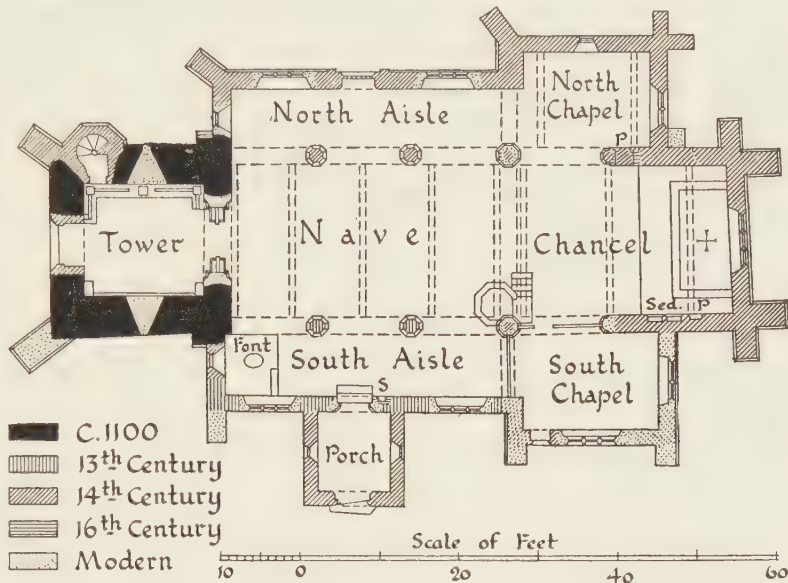 North Aisle
North Chapel
P
Tower
Nave
Chancel
Sed. P
Font
South Aisle
S
South Chapel
Porch
C.1100
13th Century
14th Century
16th Century
Modern
Scale of Feet
10 0 20 40 60